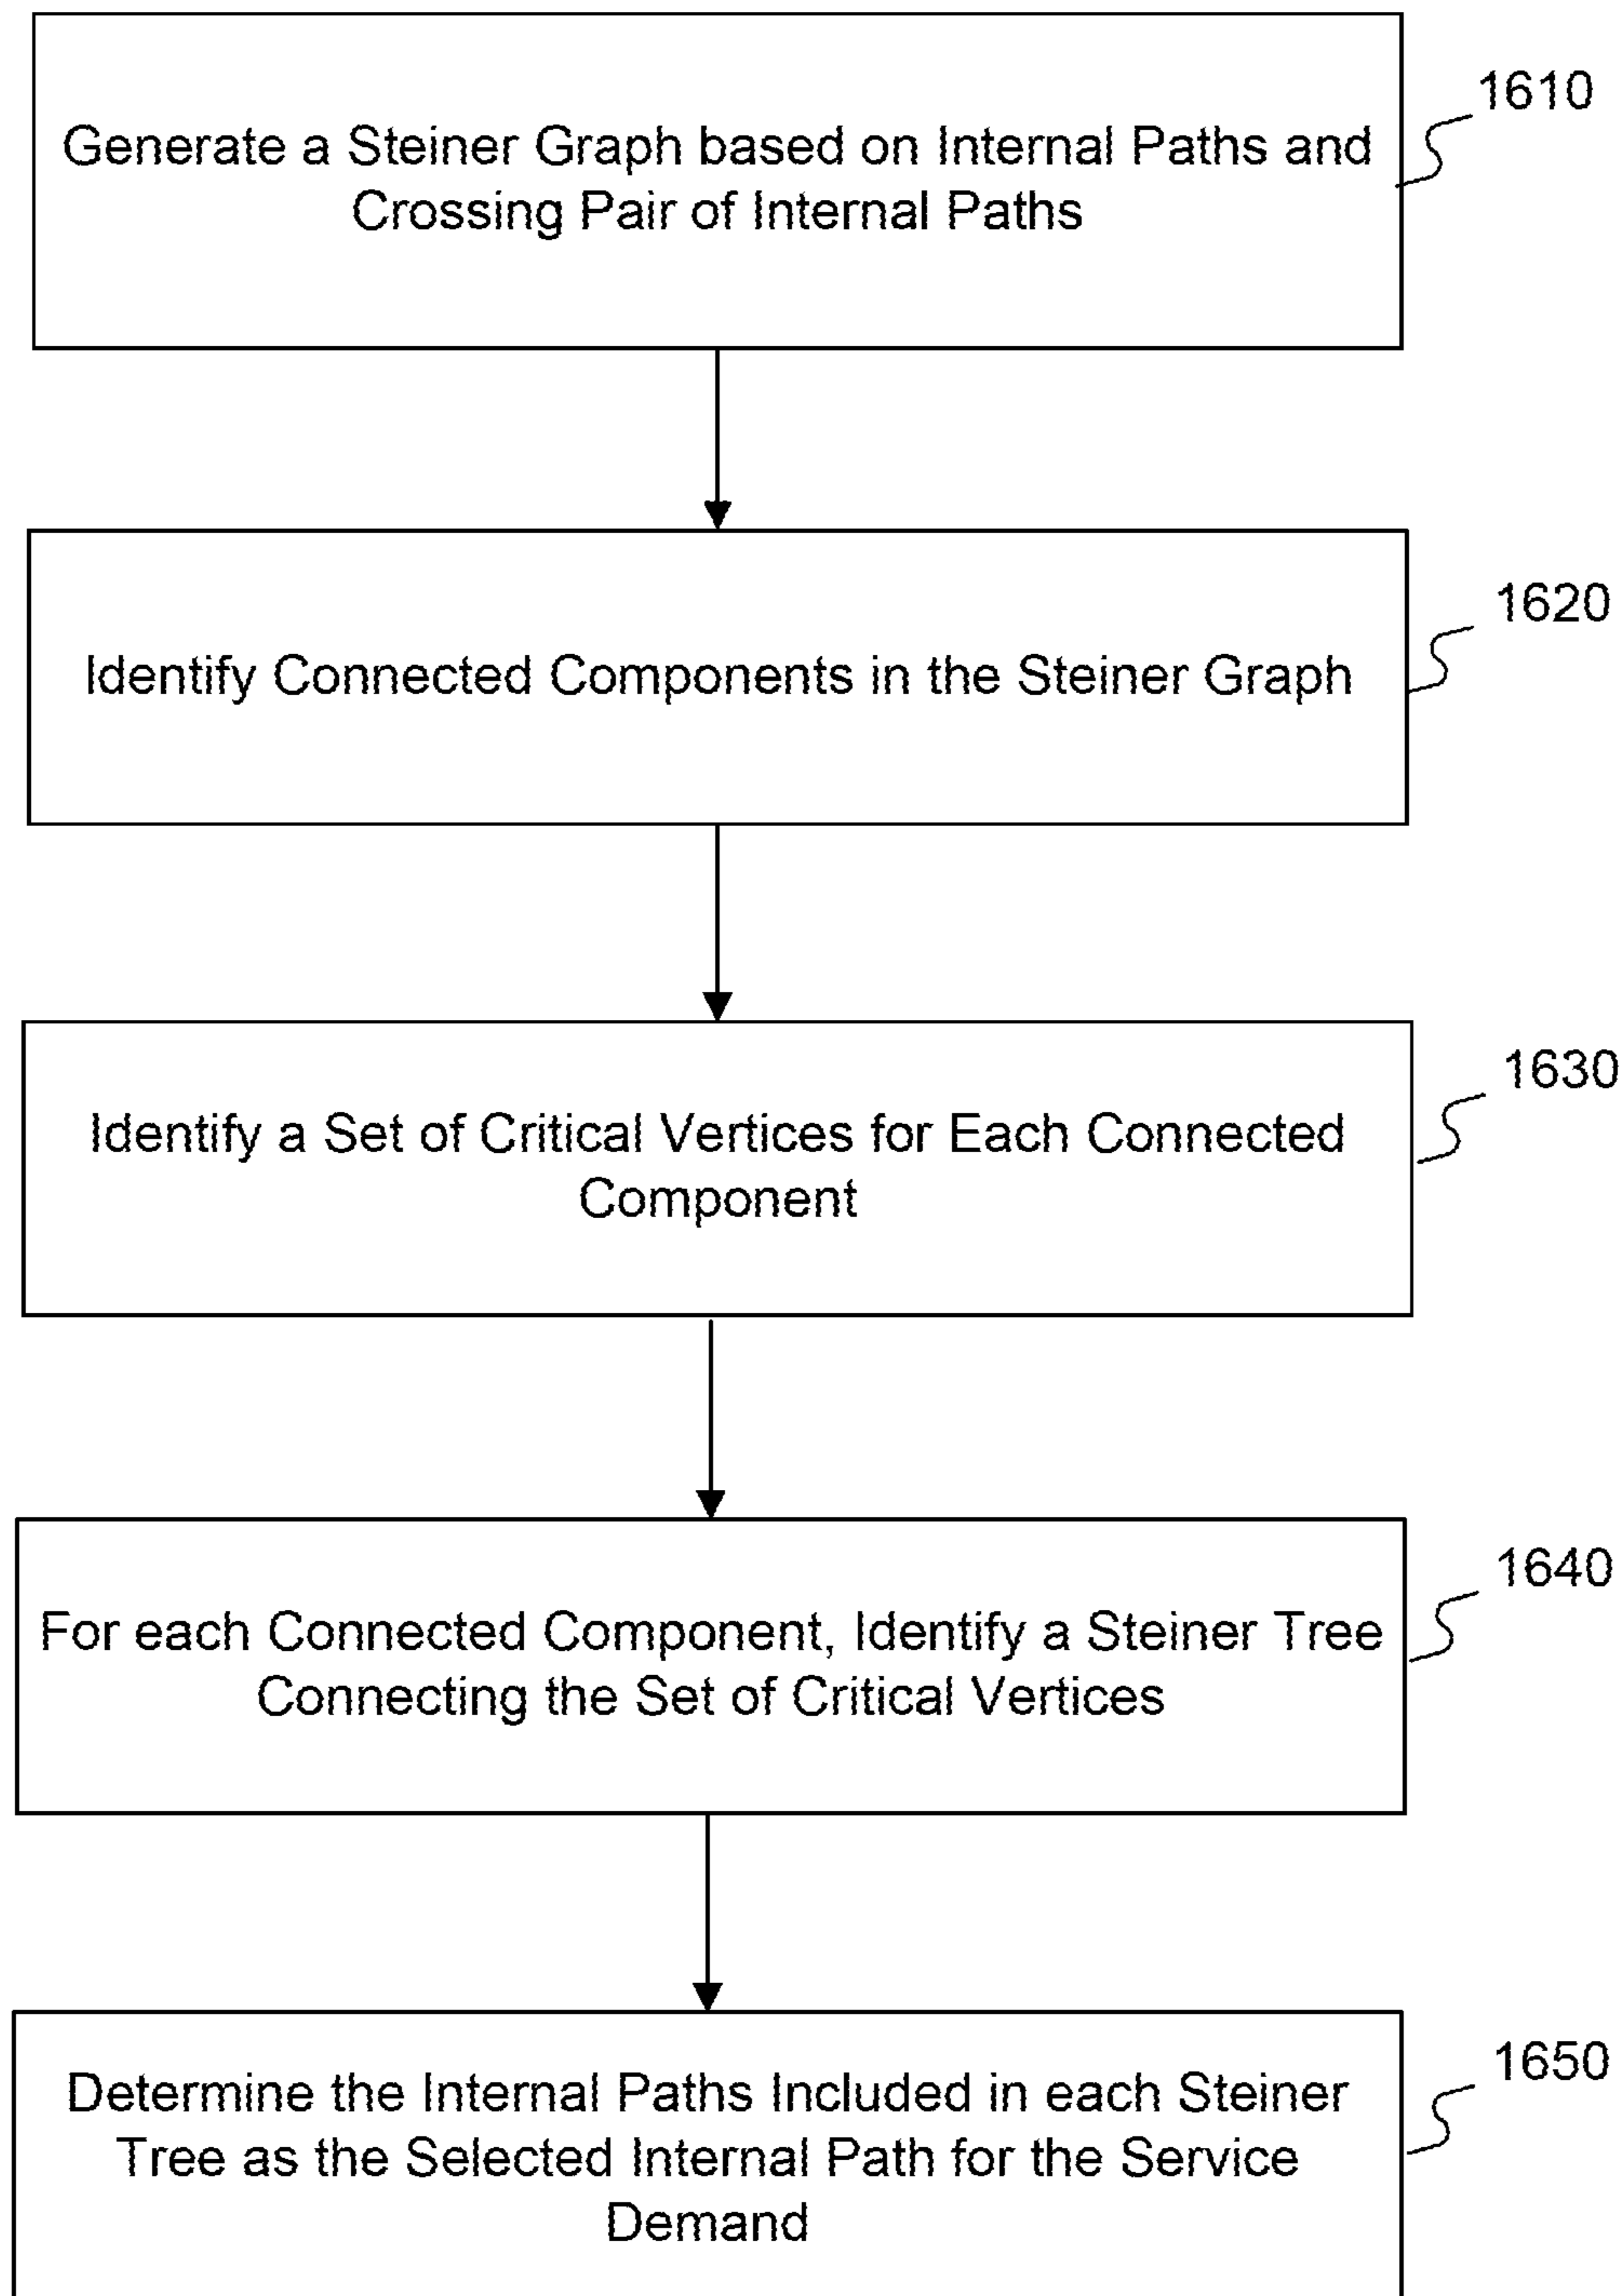 Generate a Steiner Graph based on Internal Paths and
Crossing Pair of Internal Paths
1610
Identify Connected Components in the Steiner Graph
1620
Identify a Set of Critical Vertices for Each Connected
Component
1630
For each Connected Component, Identify a Steiner Tree
Connecting the Set of Critical Vertices
1640
Determine the Internal Paths Included in each Steiner
Tree as the Selected Internal Path for the Service
Demand
1650